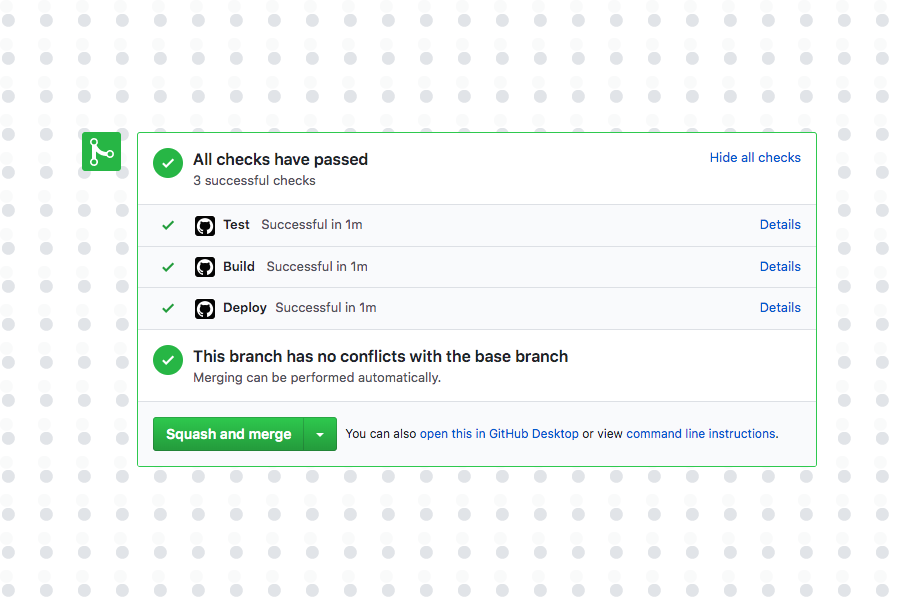 All checks have passed
Hide all checks
3 successful checks
Test Successful in 1m
Details
Build Successful in 1m
Details
Deploy Successful in 1m
Details
This branch has no conflicts with the base branch
Merging can be performed automatically.
Squash and merge
You can also open this in GitHub Desktop or view command line instructions.